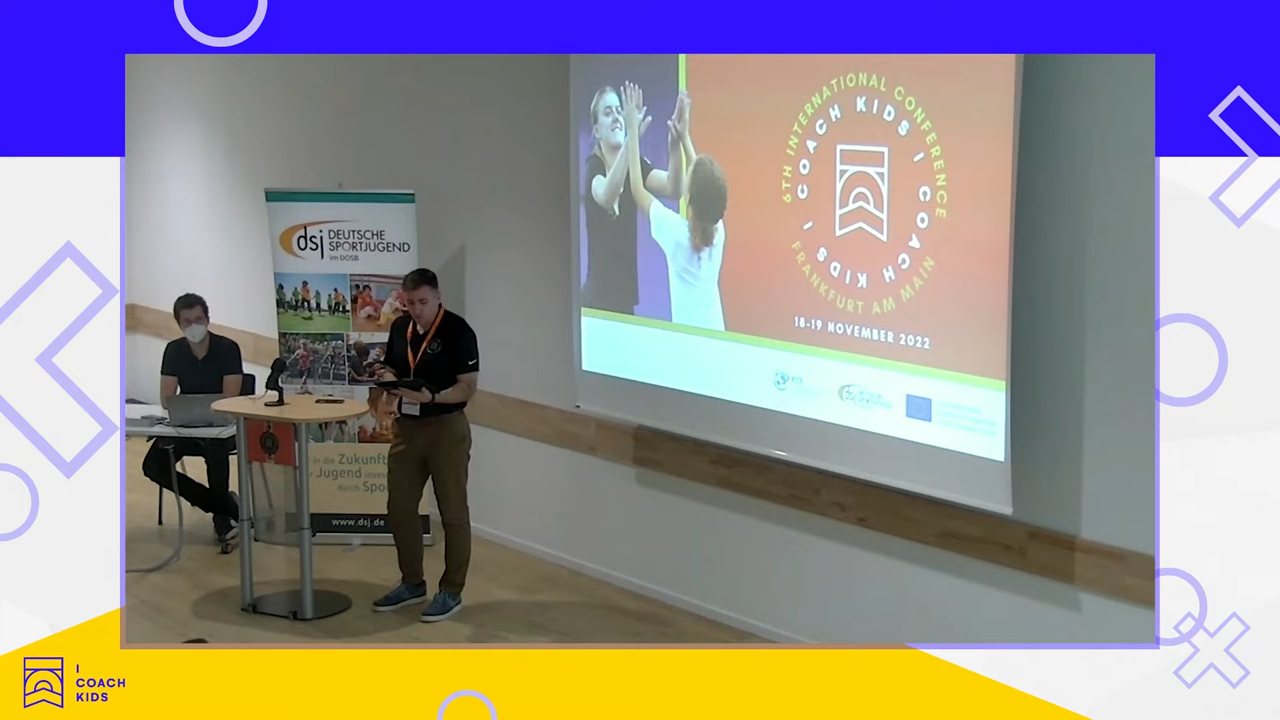 6TH INTERNATIONAL CONFERENCE
I COACH KIDS I COACH KIDS
FRANKFURT AM MAIN
18-19 NOVEMBER 2022
dsj DEUTSCHE
SPORTJUGEND
im DOSB
in die Zukunft
Jugend
durch Spo
www.dsj.de
dsj
I
COACH
KIDS